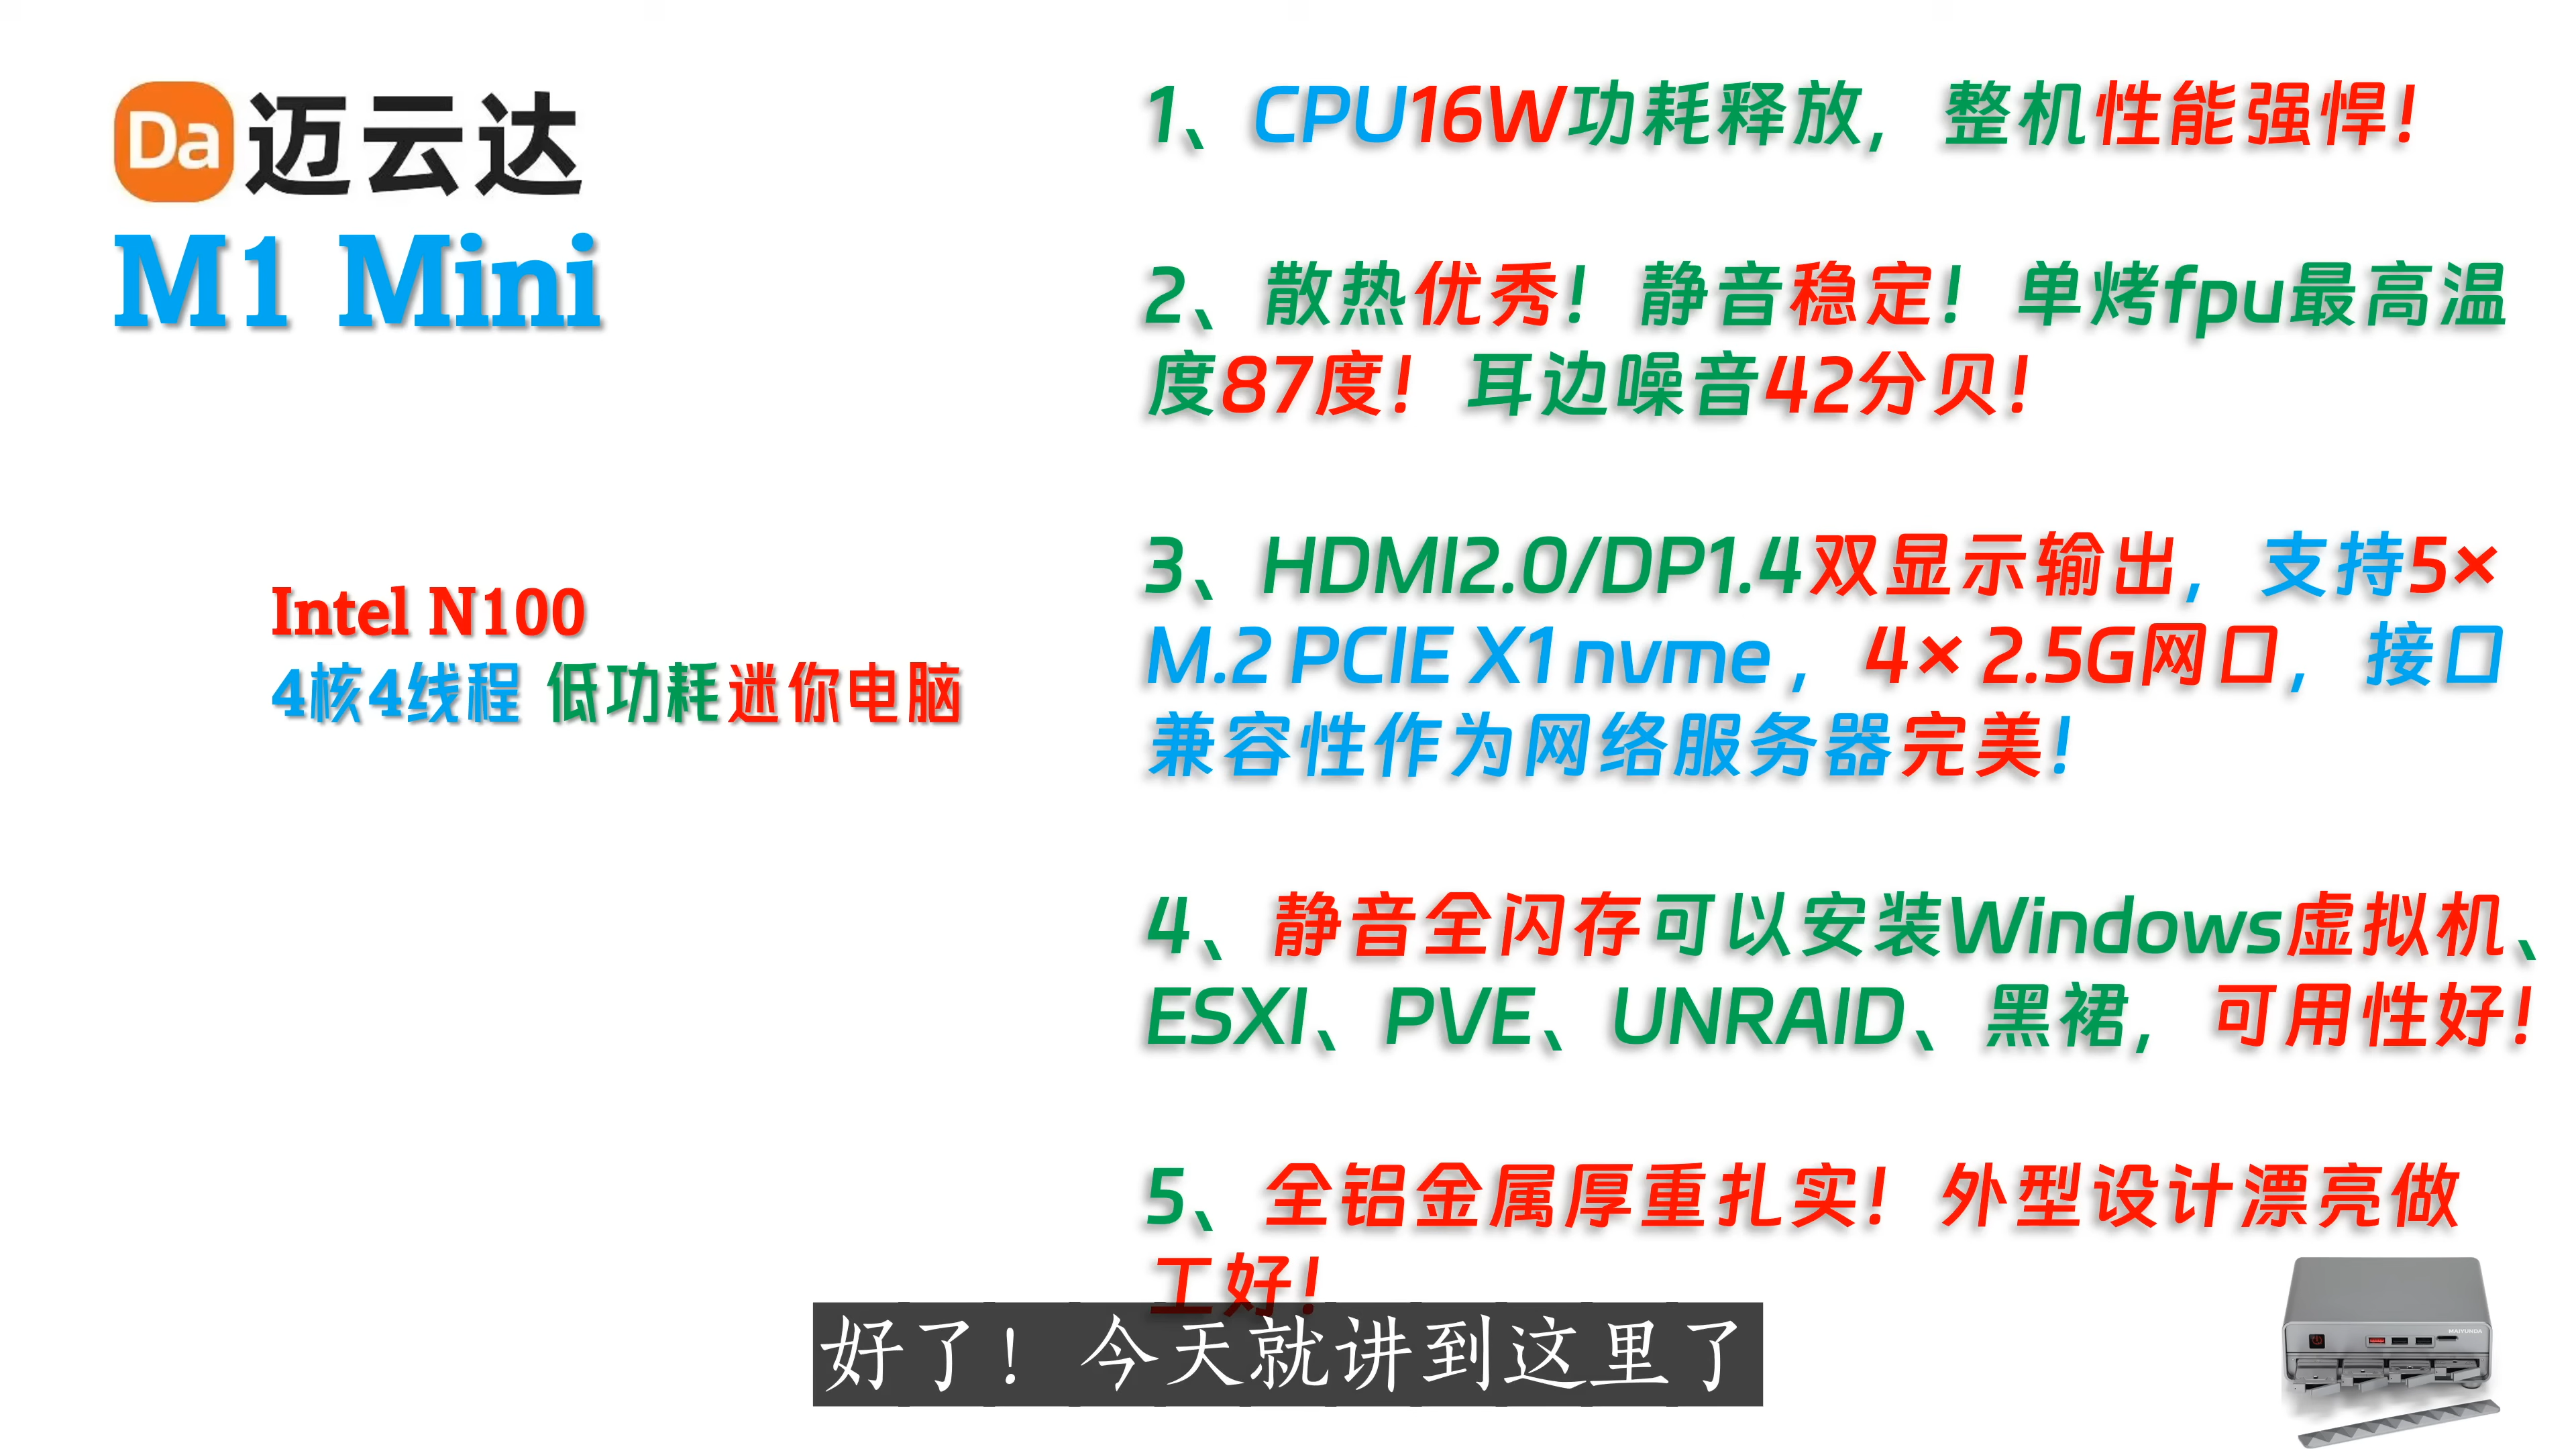 Da 迈云达
M1 Mini
Intel N100
4核4线程 低功耗迷你电脑
1、CPU16W功耗释放，整机性能强悍！
2、散热优秀！静音稳定！单烤fpu最高温
度87度！耳边噪音42分贝！
3、HDMI2.0/DP1.4双显示输出，支持5×
M.2 PCIE X1 nvme，4× 2.5G网口，接口
兼容性作为网络服务器完美！
4、静音全闪存可以安装Windows虚拟机、
ESXI、PVE、UNRAID、黑裙，可用性好！
5、全铝金属厚重扎实！外型设计漂亮做
工好！
MAIYUNDA
好了！今天就讲到这里了